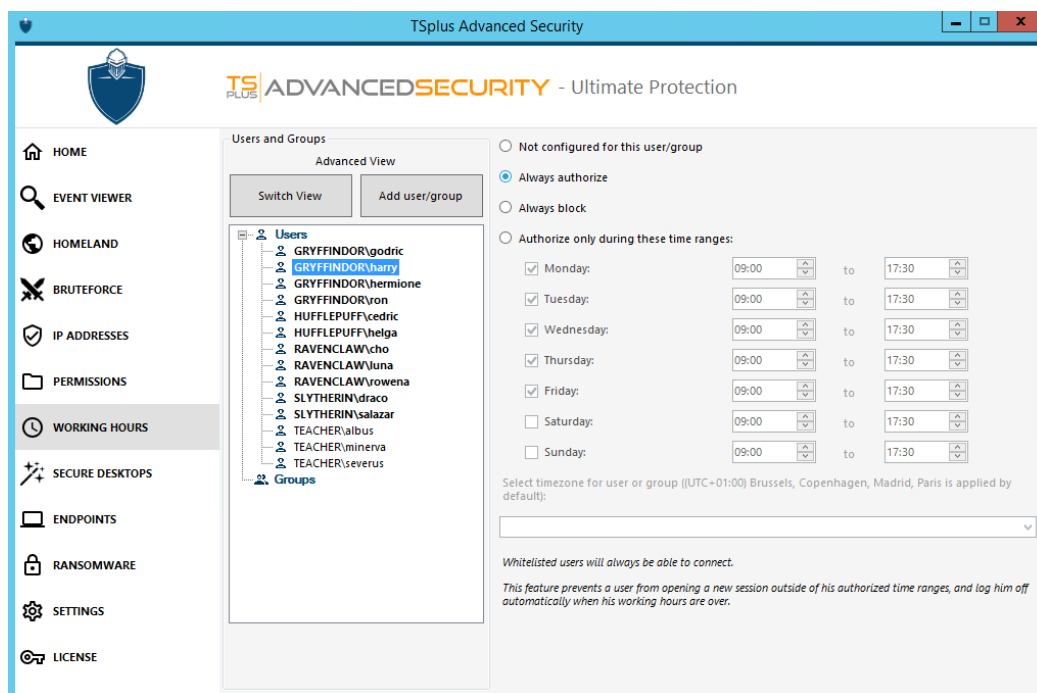 TSplus Advanced Security
TS PLUS ADVANCEDSECURITY - Ultimate Protection
HOME
EVENT VIEWER
HOMELAND
BRUTEFORCE
IP ADDRESSES
PERMISSIONS
WORKING HOURS
SECURE DESKTOPS
ENDPOINTS
RANSOMWARE
SETTINGS
LICENSE
Users and Groups
Advanced View
Switch View
Add user/group
Users
GRYFFINDOR\godric
GRYFFINDOR\harry
GRYFFINDOR\hermione
GRYFFINDOR\ron
HUFFLEPUFF\cedric
HUFFLEPUFF\helga
RAVENCLAW\cho
RAVENCLAW\luna
RAVENCLAW\rowena
SLYTHERIN\draco
SLYTHERIN\salazar
TEACHER\albus
TEACHER\minerva
TEACHER\severus
Groups
Not configured for this user/group
Always authorize
Always block
Authorize only during these time ranges:
Monday: 09:00 to 17:30
Tuesday: 09:00 to 17:30
Wednesday: 09:00 to 17:30
Thursday: 09:00 to 17:30
Friday: 09:00 to 17:30
Saturday: 09:00 to 17:30
Sunday: 09:00 to 17:30
Select timezone for user or group ((UTC+01:00) Brussels, Copenhagen, Madrid, Paris is applied by
default):
Whitelisted users will always be able to connect.
This feature prevents a user from opening a new session outside of his authorized time ranges, and log him off
automatically when his working hours are over.